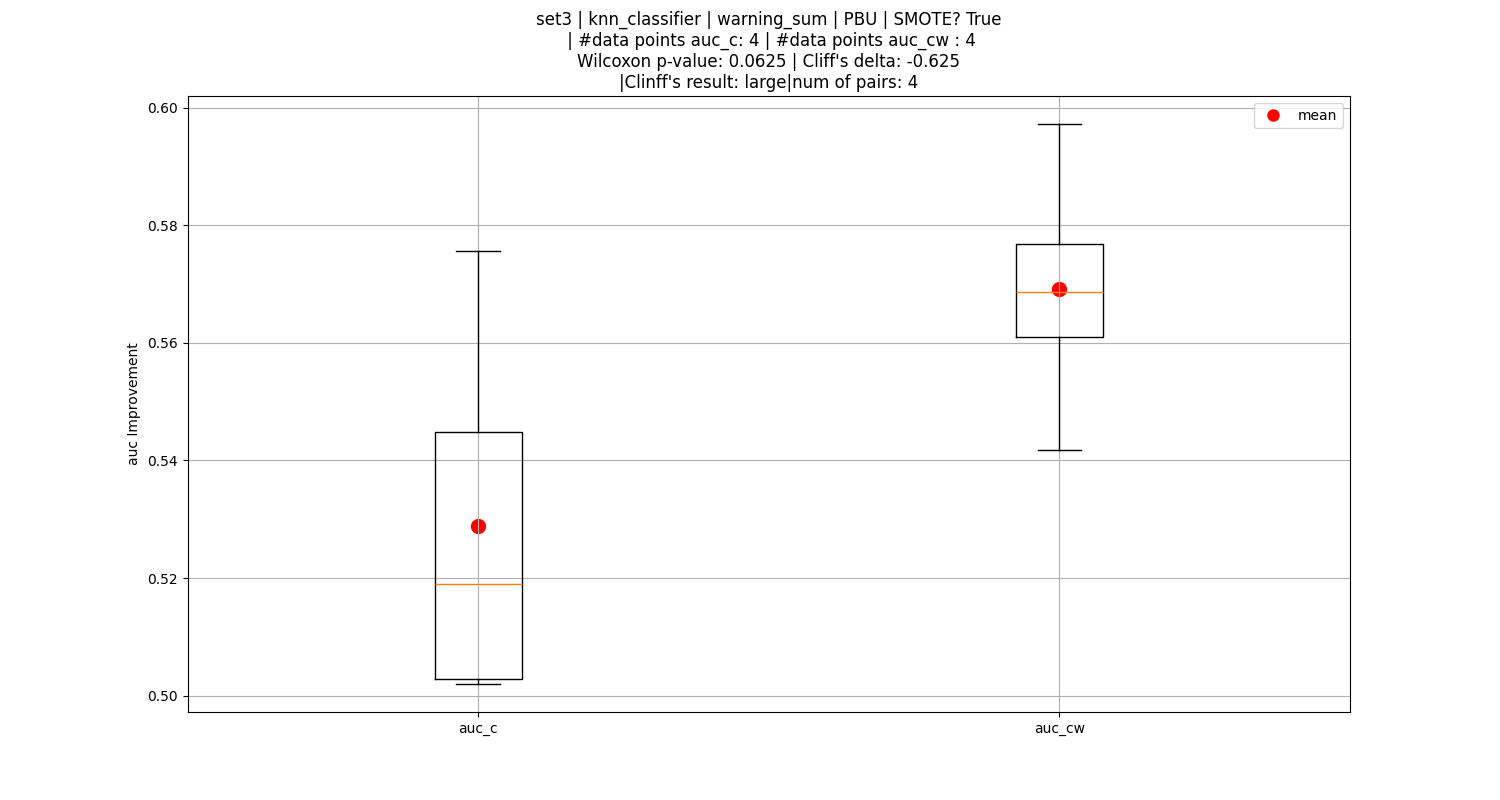 set3 | knn_classifier | warning_sum | PBU | SMOTE? True
| #data points auc_c: 4 | #data points auc_cw : 4
Wilcoxon p-value: 0.0625 | Cliff's delta: -0.625
|Clinff's result: large|num of pairs: 4
mean
auc Improvement
0.60
0.58
0.56
0.54
0.52
0.50
auc_c
auc_cw